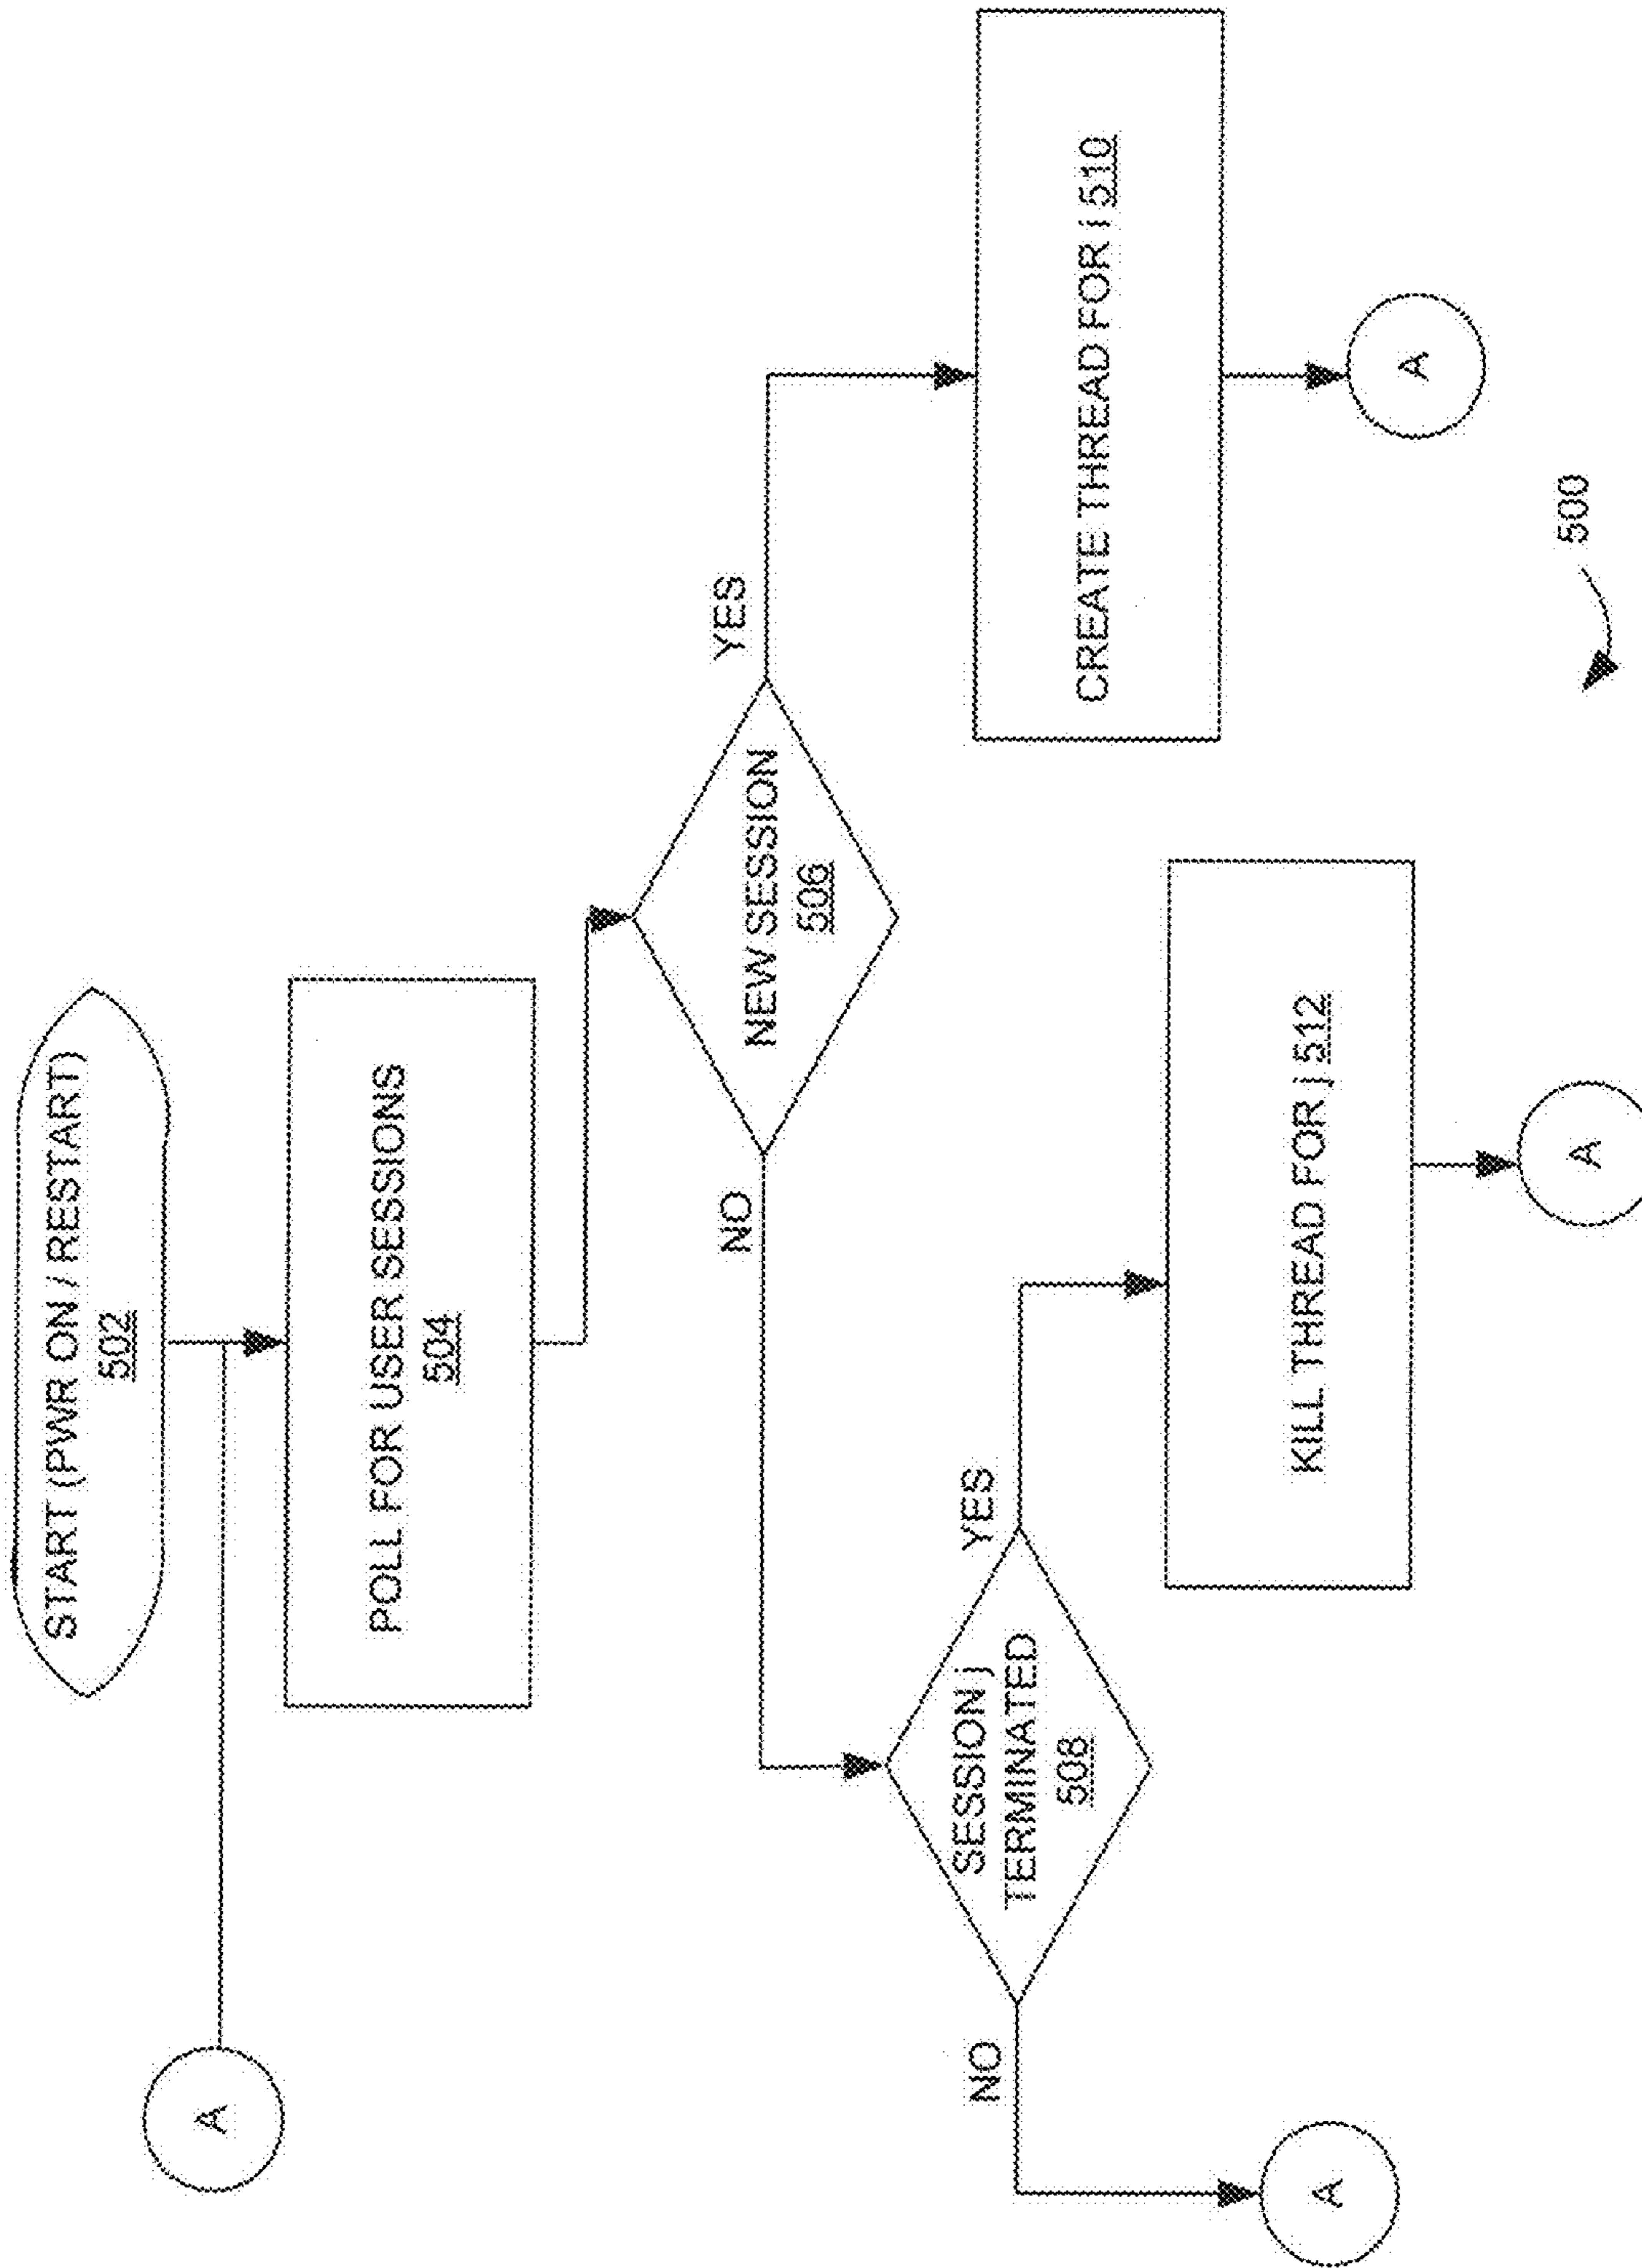 START (PWR ON / RESTART)
502
A
POLL FOR USER SESSIONS
504
NEW SESSION
506
NO
YES
SESSION j
TERMINATED
508
NO
YES
CREATE THREAD FOR i 510
A
KILL THREAD FOR j 512
A
A
500